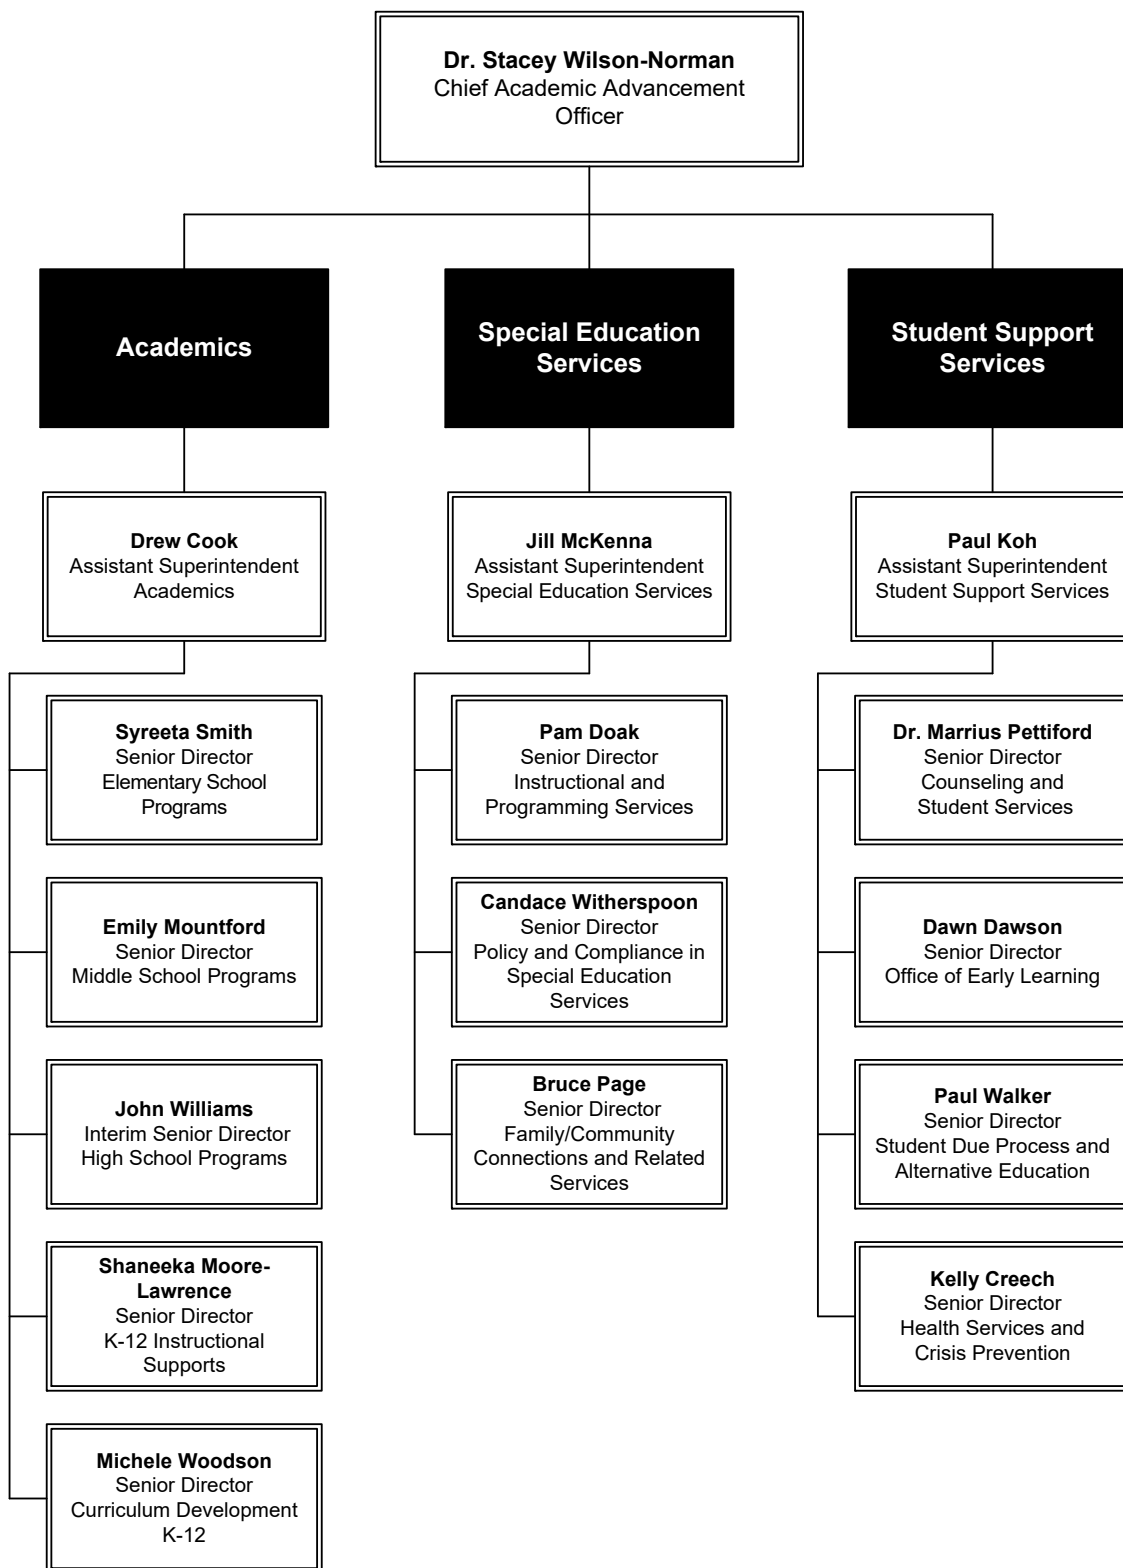 Dr. Stacey Wilson-Norman
Chief Academic Advancement
Officer
Academics
Special Education
Services
Student Support
Services
Drew Cook
Assistant Superintendent
Academics
Jill McKenna
Assistant Superintendent
Special Education Services
Paul Koh
Assistant Superintendent
Student Support Services
Syreeta Smith
Senior Director
Elementary School
Programs
Emily Mountford
Senior Director
Middle School Programs
John Williams
Interim Senior Director
High School Programs
Shaneeka Moore-
Lawrence
Senior Director
K-12 Instructional
Supports
Michele Woodson
Senior Director
Curriculum Development
K-12
Pam Doak
Senior Director
Instructional and
Programming Services
Candace Witherspoon
Senior Director
Policy and Compliance in
Special Education
Services
Bruce Page
Senior Director
Family/Community
Connections and Related
Services
Dr. Marrius Pettiford
Senior Director
Counseling and
Student Services
Dawn Dawson
Senior Director
Office of Early Learning
Paul Walker
Senior Director
Student Due Process and
Alternative Education
Kelly Creech
Senior Director
Health Services and
Crisis Prevention